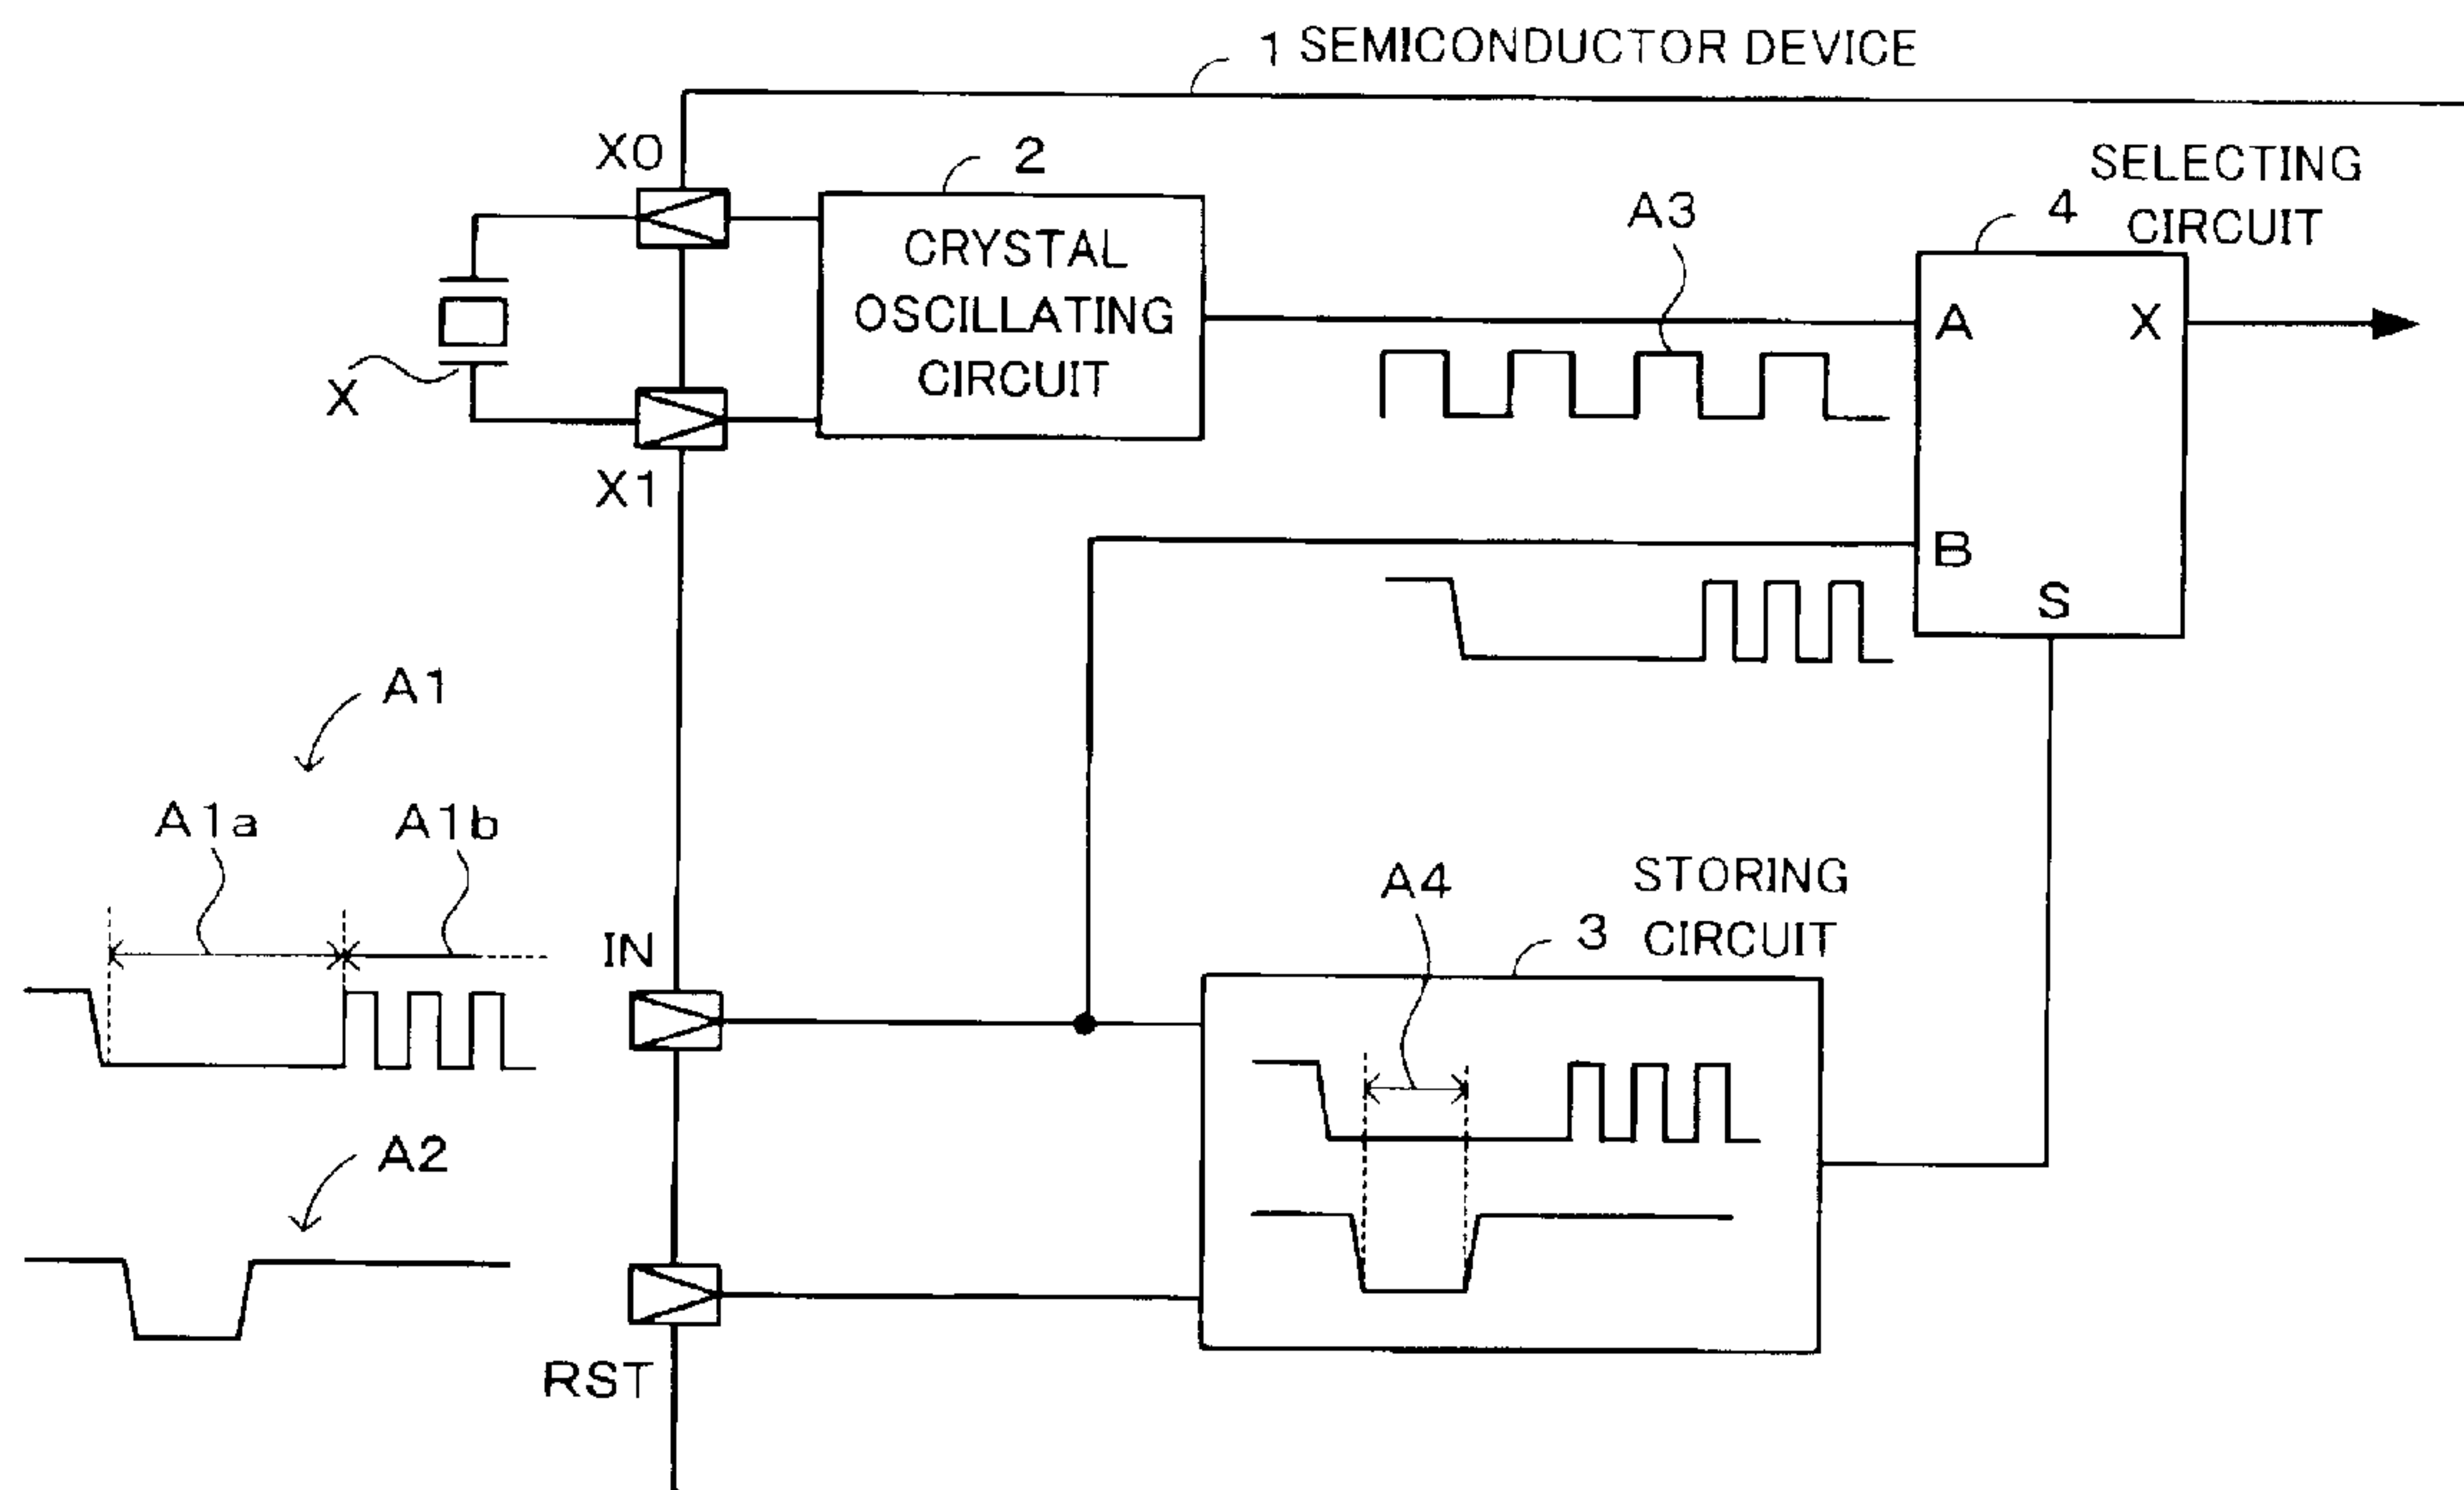 1 SEMICONDUCTOR DEVICE
X0
2
SELECTING
4 CIRCUIT
A3
CRYSTAL
OSCILLATING
CIRCUIT
A
X
X
X1
B
S
A1
A1a
A1b
A4
STORING
3 CIRCUIT
IN
A2
RST